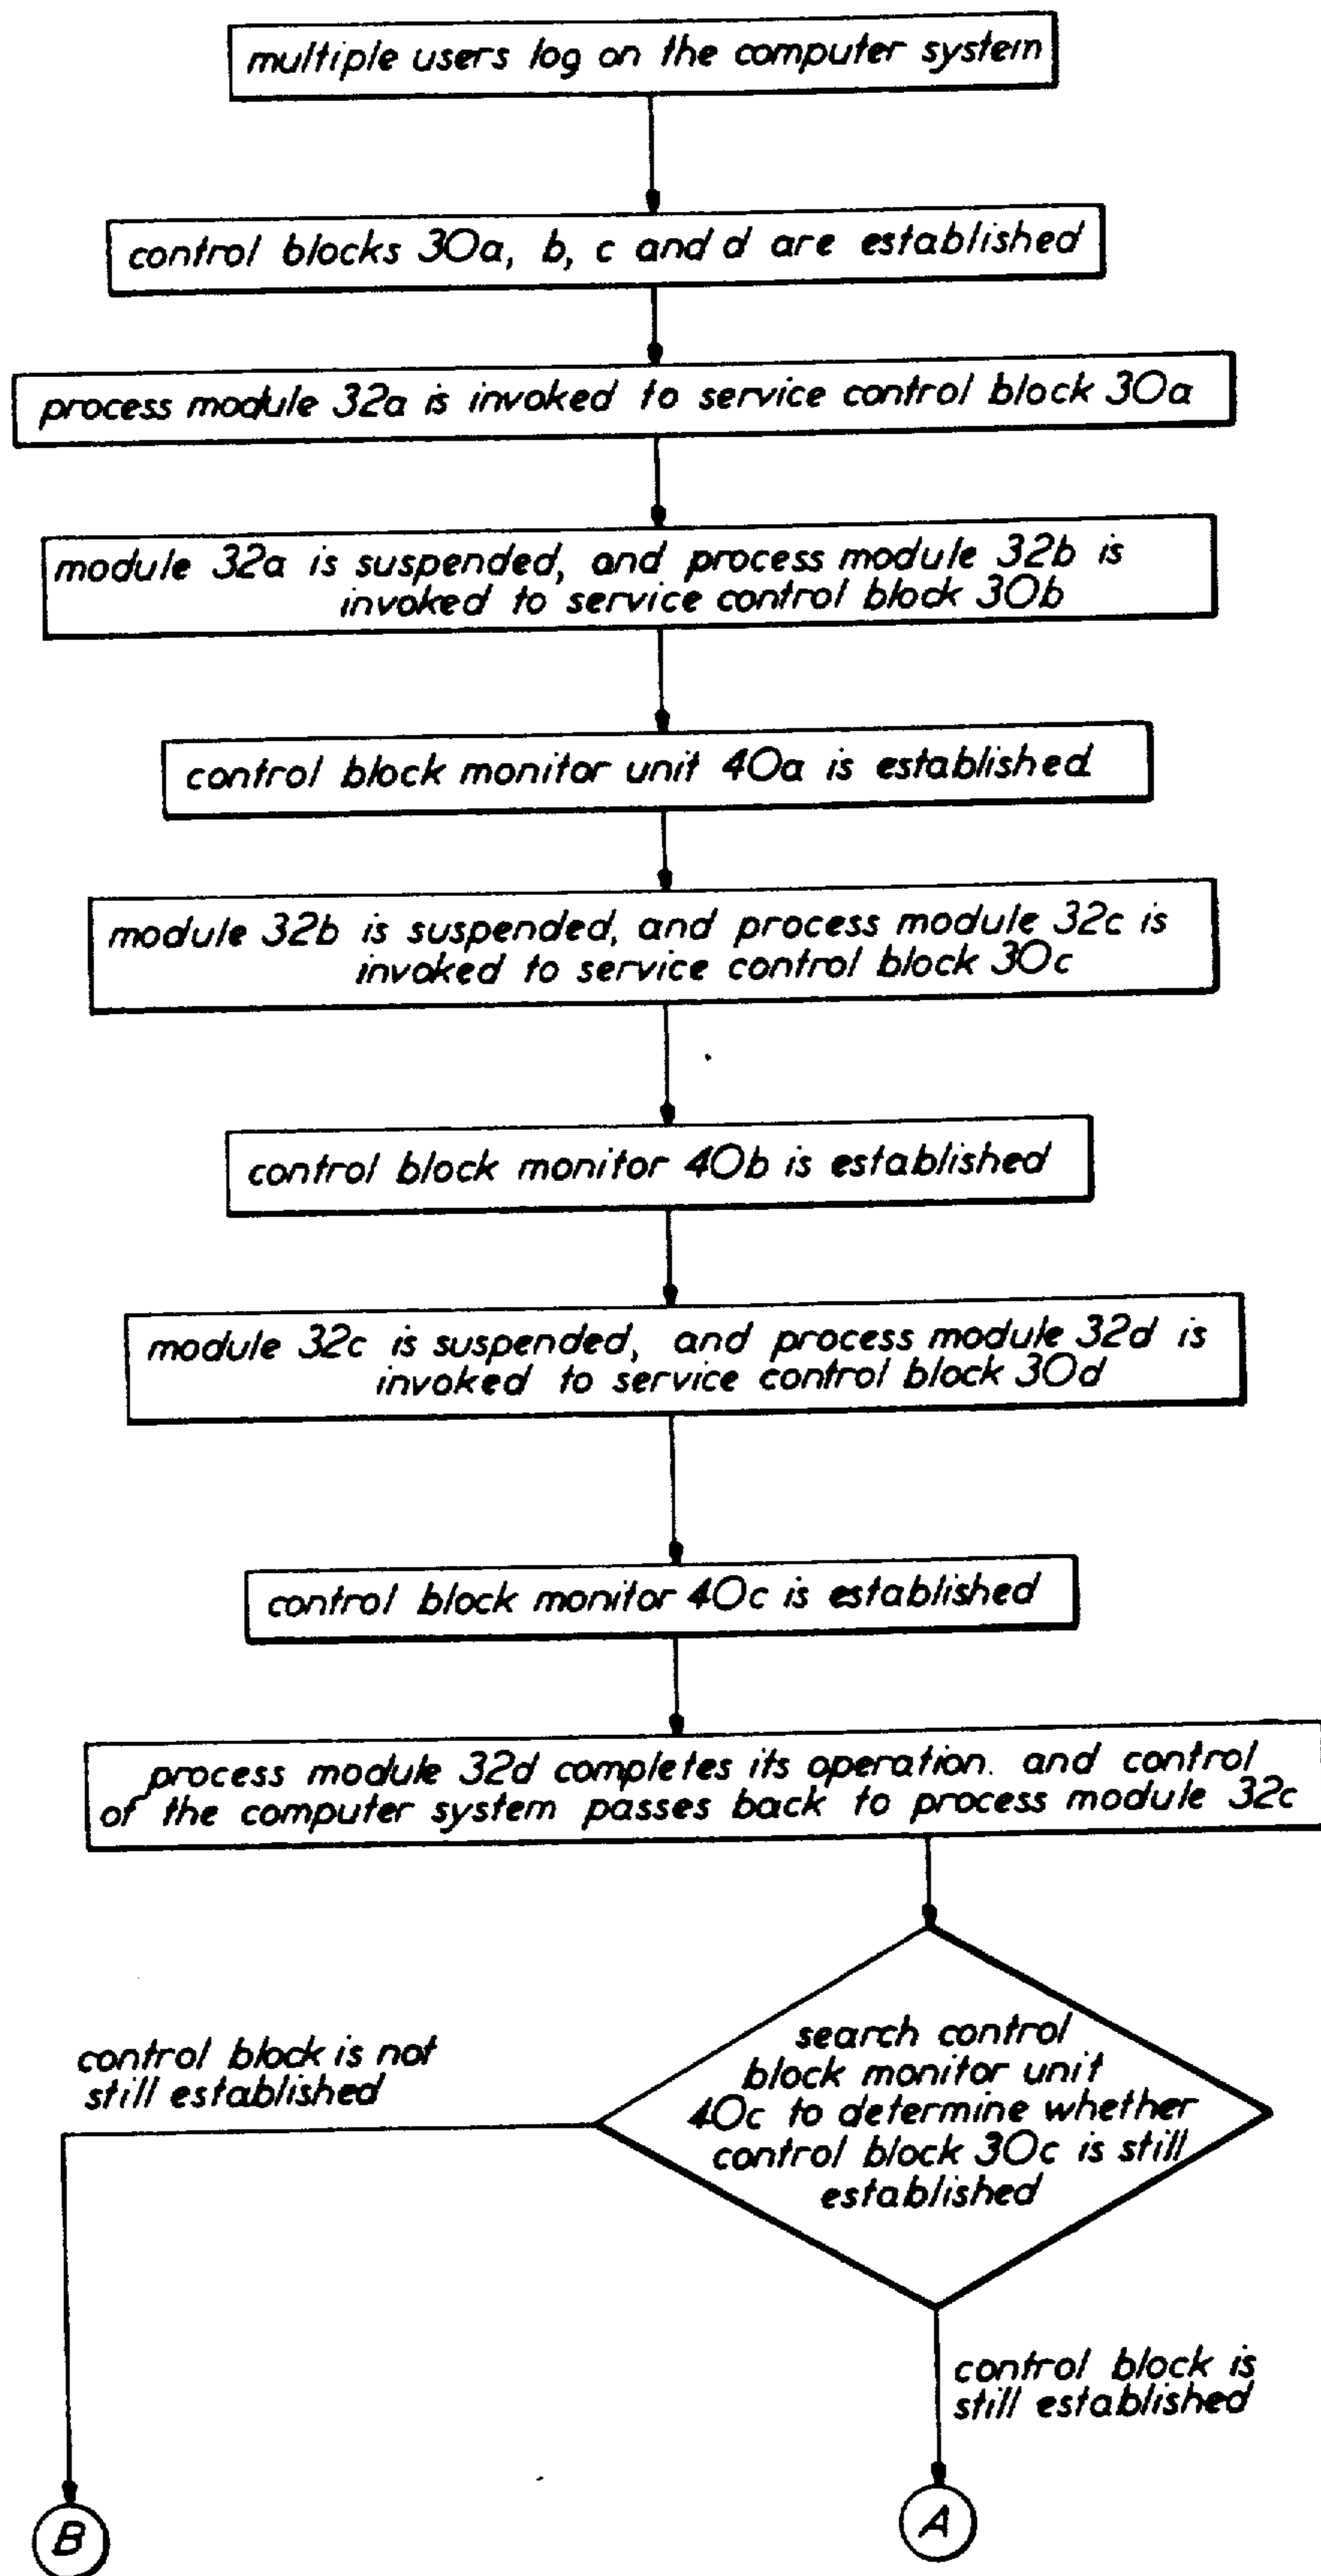 multiple users log on the computer system
control blocks 30a, b, c and d are established
process module 32a is invoked to service control block 30a
module 32a is suspended, and process module 32b is
invoked to service control block 30b
control block monitor unit 40a is established.
module 32b is suspended, and process module 32c is
invoked to service control block 30c
control block monitor 40b is established
module 32c is suspended, and process module 32d is
invoked to service control block 30d
control block monitor 40c is established
process module 32d completes its operation. and control
of the computer system passes back to process module 32c
search control
block monitor unit
40c to determine whether
control block 30c is still
established
control block is not
still established
control block is
still established
B
A